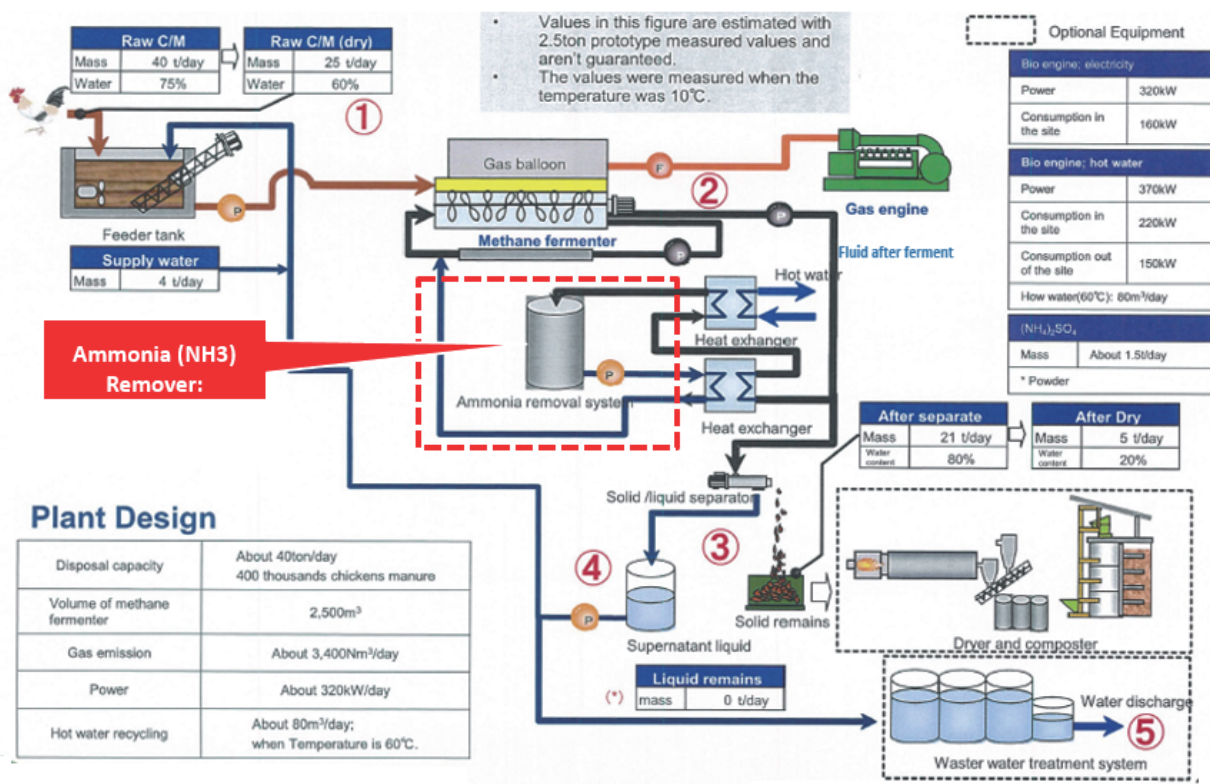 • Values in this figure are estimated with
2.5ton prototype measured values and
aren't guaranteed.
• The values were measured when the
temperature was 10℃.
Optional Equipment
Raw C/M
Mass 40 t/day
Water 75%
Raw C/M (dry)
Mass 25 t/day
Water 60%
①
Bio engine; electricity
Power 320kW
Consumption in
the site 160kW
Bio engine; hot water
Power 370kW
Consumption in
the site 220kW
Consumption out
of the site 150kW
How water(60℃): 80m³/day
(NH₄)₂SO₄
Mass About 1.5t/day
* Powder
Gas balloon
F
②
Gas engine
P
Feeder tank
Methane fermenter
P
P
Fluid after ferment
Supply water
Mass 4 t/day
Hot water
Heat exhanger
Ammonia (NH3)
Remover:
P
Ammonia removal system
Heat exchanger
After separate
Mass 21 t/day
Water
content 80%
After Dry
Mass 5 t/day
Water
content 20%
Solid /liquid separator
③
④
P
Supernatant liquid
Solid remains
Dryer and composter
Plant Design
Disposal capacity About 40ton/day
400 thousands chickens manure
Volume of methane
fermenter 2,500m³
Gas emission About 3,400Nm³/day
Power About 320kW/day
Hot water recycling About 80m³/day;
when Temperature is 60℃.
(*) Liquid remains
mass 0 t/day
Water discharge
⑤
Waster water treatment system